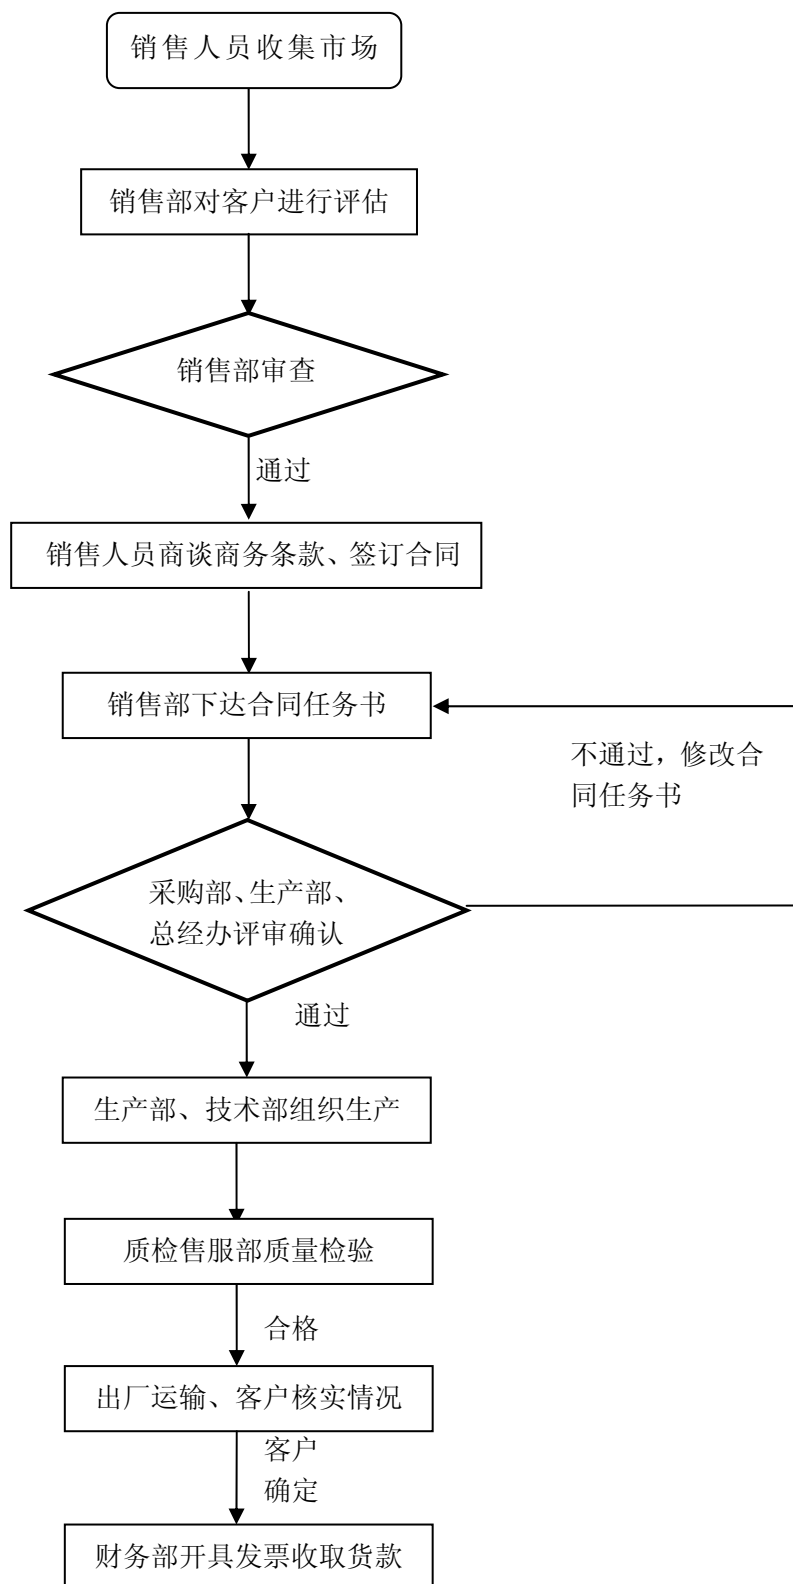 销售人员收集市场
销售部对客户进行评估
销售部审查
通过
销售人员商谈商务条款、签订合同
销售部下达合同任务书
不通过，修改合
同任务书
采购部、生产部、
总经办评审确认
通过
生产部、技术部组织生产
质检售服部质量检验
合格
出厂运输、客户核实情况
客户
确定
财务部开具发票收取货款